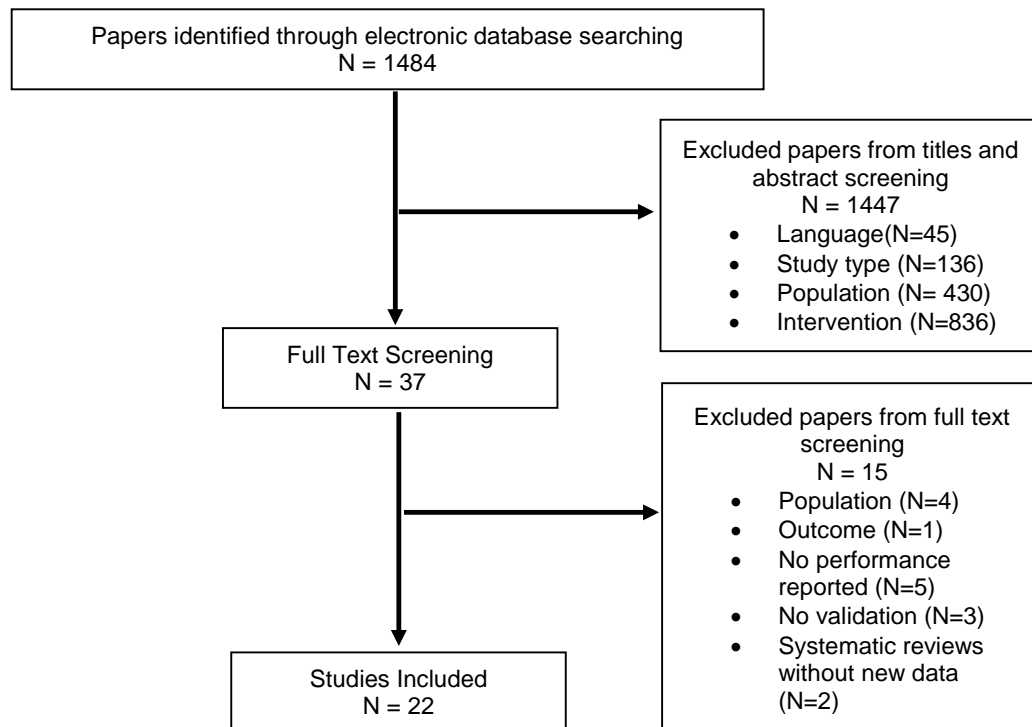 Papers identified through electronic database searching
N = 1484
Excluded papers from titles and
abstract screening
N = 1447
• Language(N=45)
• Study type (N=136)
• Population (N= 430)
• Intervention (N=836)
Full Text Screening
N = 37
Excluded papers from full text
screening
N = 15
• Population (N=4)
• Outcome (N=1)
• No performance
reported (N=5)
• No validation (N=3)
• Systematic reviews
without new data
(N=2)
Studies Included
N = 22